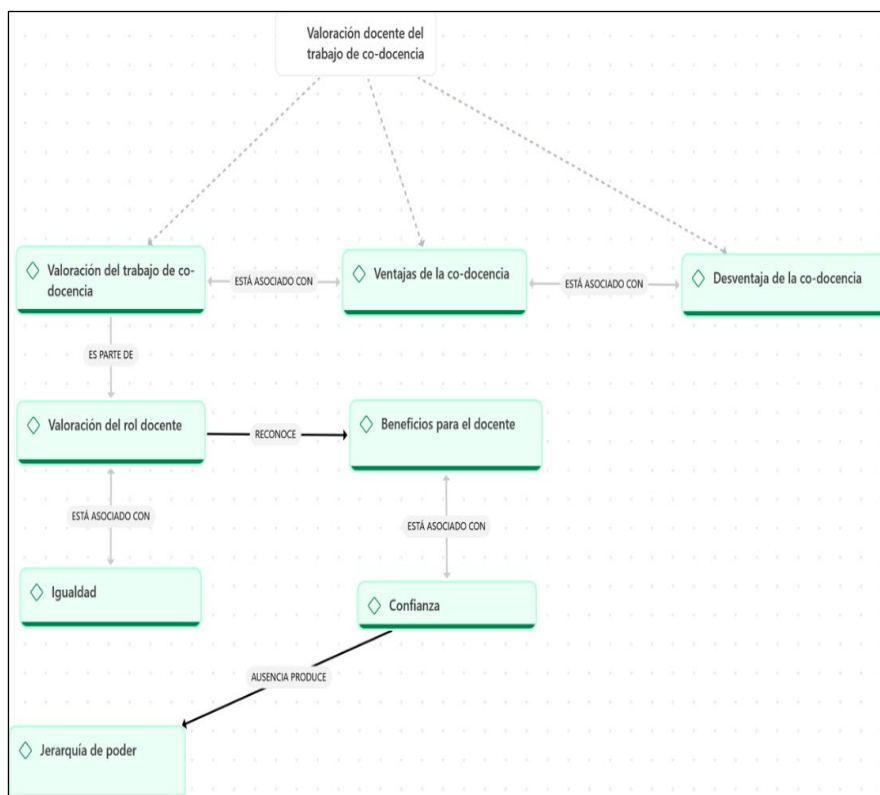 Valoración docente del
trabajo de co-docencia
Valoración del trabajo de co-
docencia
ESTÁ ASOCIADO CON
Ventajas de la co-docencia
ESTÁ ASOCIADO CON
Desventaja de la co-docencia
ES PARTE DE
Valoración del rol docente
RECONOCE
Beneficios para el docente
ESTÁ ASOCIADO CON
ESTÁ ASOCIADO CON
Igualdad
Confianza
AUSENCIA PRODUCE
Jerarquía de poder